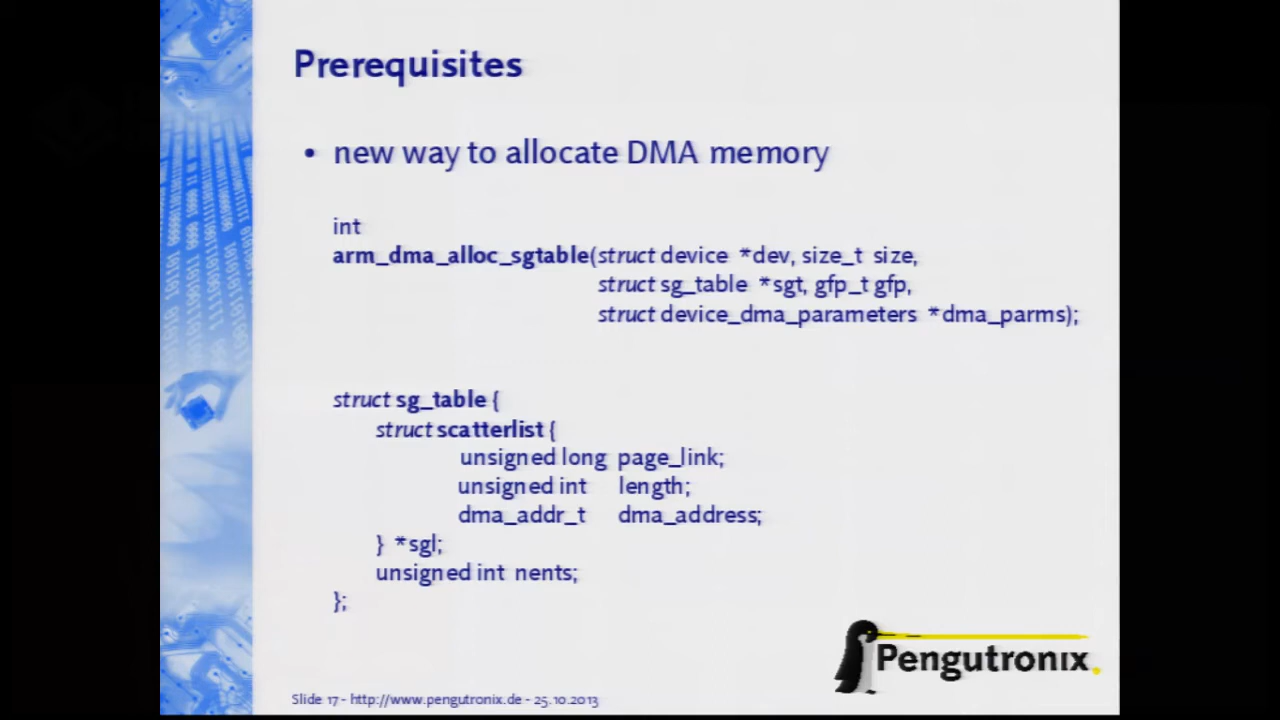 Prerequisites
• new way to allocate DMA memory
int
arm_dma_alloc_sgtable(struct device *dev, size_t size,
struct sg_table *sgt, gfp_t gfp,
struct device_dma_parameters *dma_parms);
struct sg_table {
struct scatterlist {
unsigned long page_link;
unsigned int length;
dma_addr_t dma_address;
} *sgl;
unsigned int nents;
};
Pengutronix.
Slide 17 - http://www.pengutronix.de - 25.10.2013